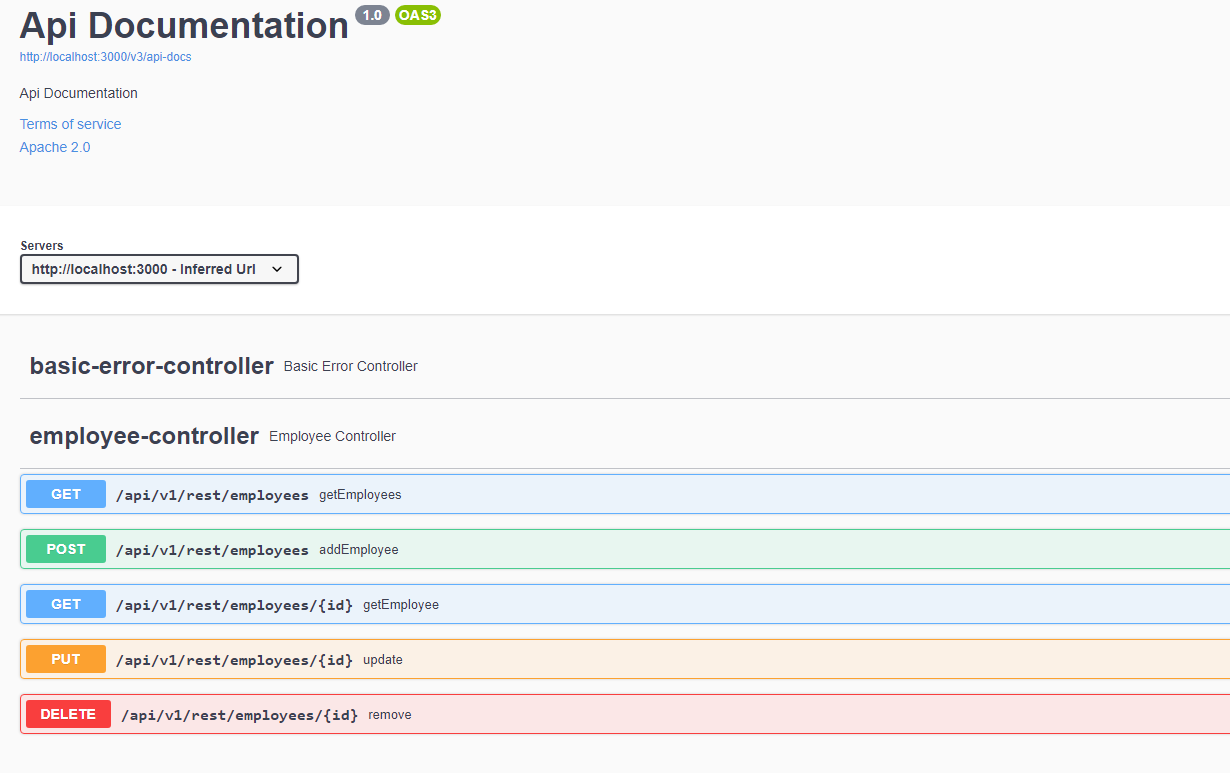 Api Documentation 1.0 OAS3
http://localhost:3000/v3/api-docs
Api Documentation
Terms of service
Apache 2.0
Servers
http://localhost:3000 - Inferred Url
basic-error-controller Basic Error Controller
employee-controller Employee Controller
GET /api/v1/rest/employees getEmployees
POST /api/v1/rest/employees addEmployee
GET /api/v1/rest/employees/{id} getEmployee
PUT /api/v1/rest/employees/{id} update
DELETE /api/v1/rest/employees/{id} remove